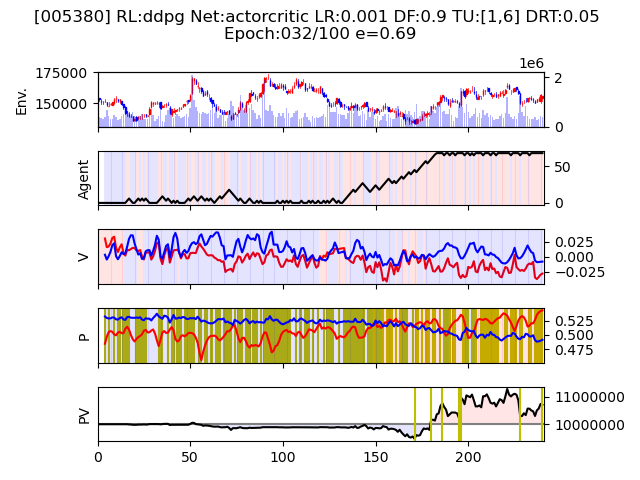 [005380] RL:ddpg Net:actorcritic LR:0.001 DF:0.9 TU:[1,6] DRT:0.05
Epoch:032/100 e=0.69
1e6
Env.
175000
150000
2
0
Agent
50
0
V
0.025
0.000
−0.025
P
0.525
0.500
0.475
PV
11000000
10000000
0
50
100
150
200